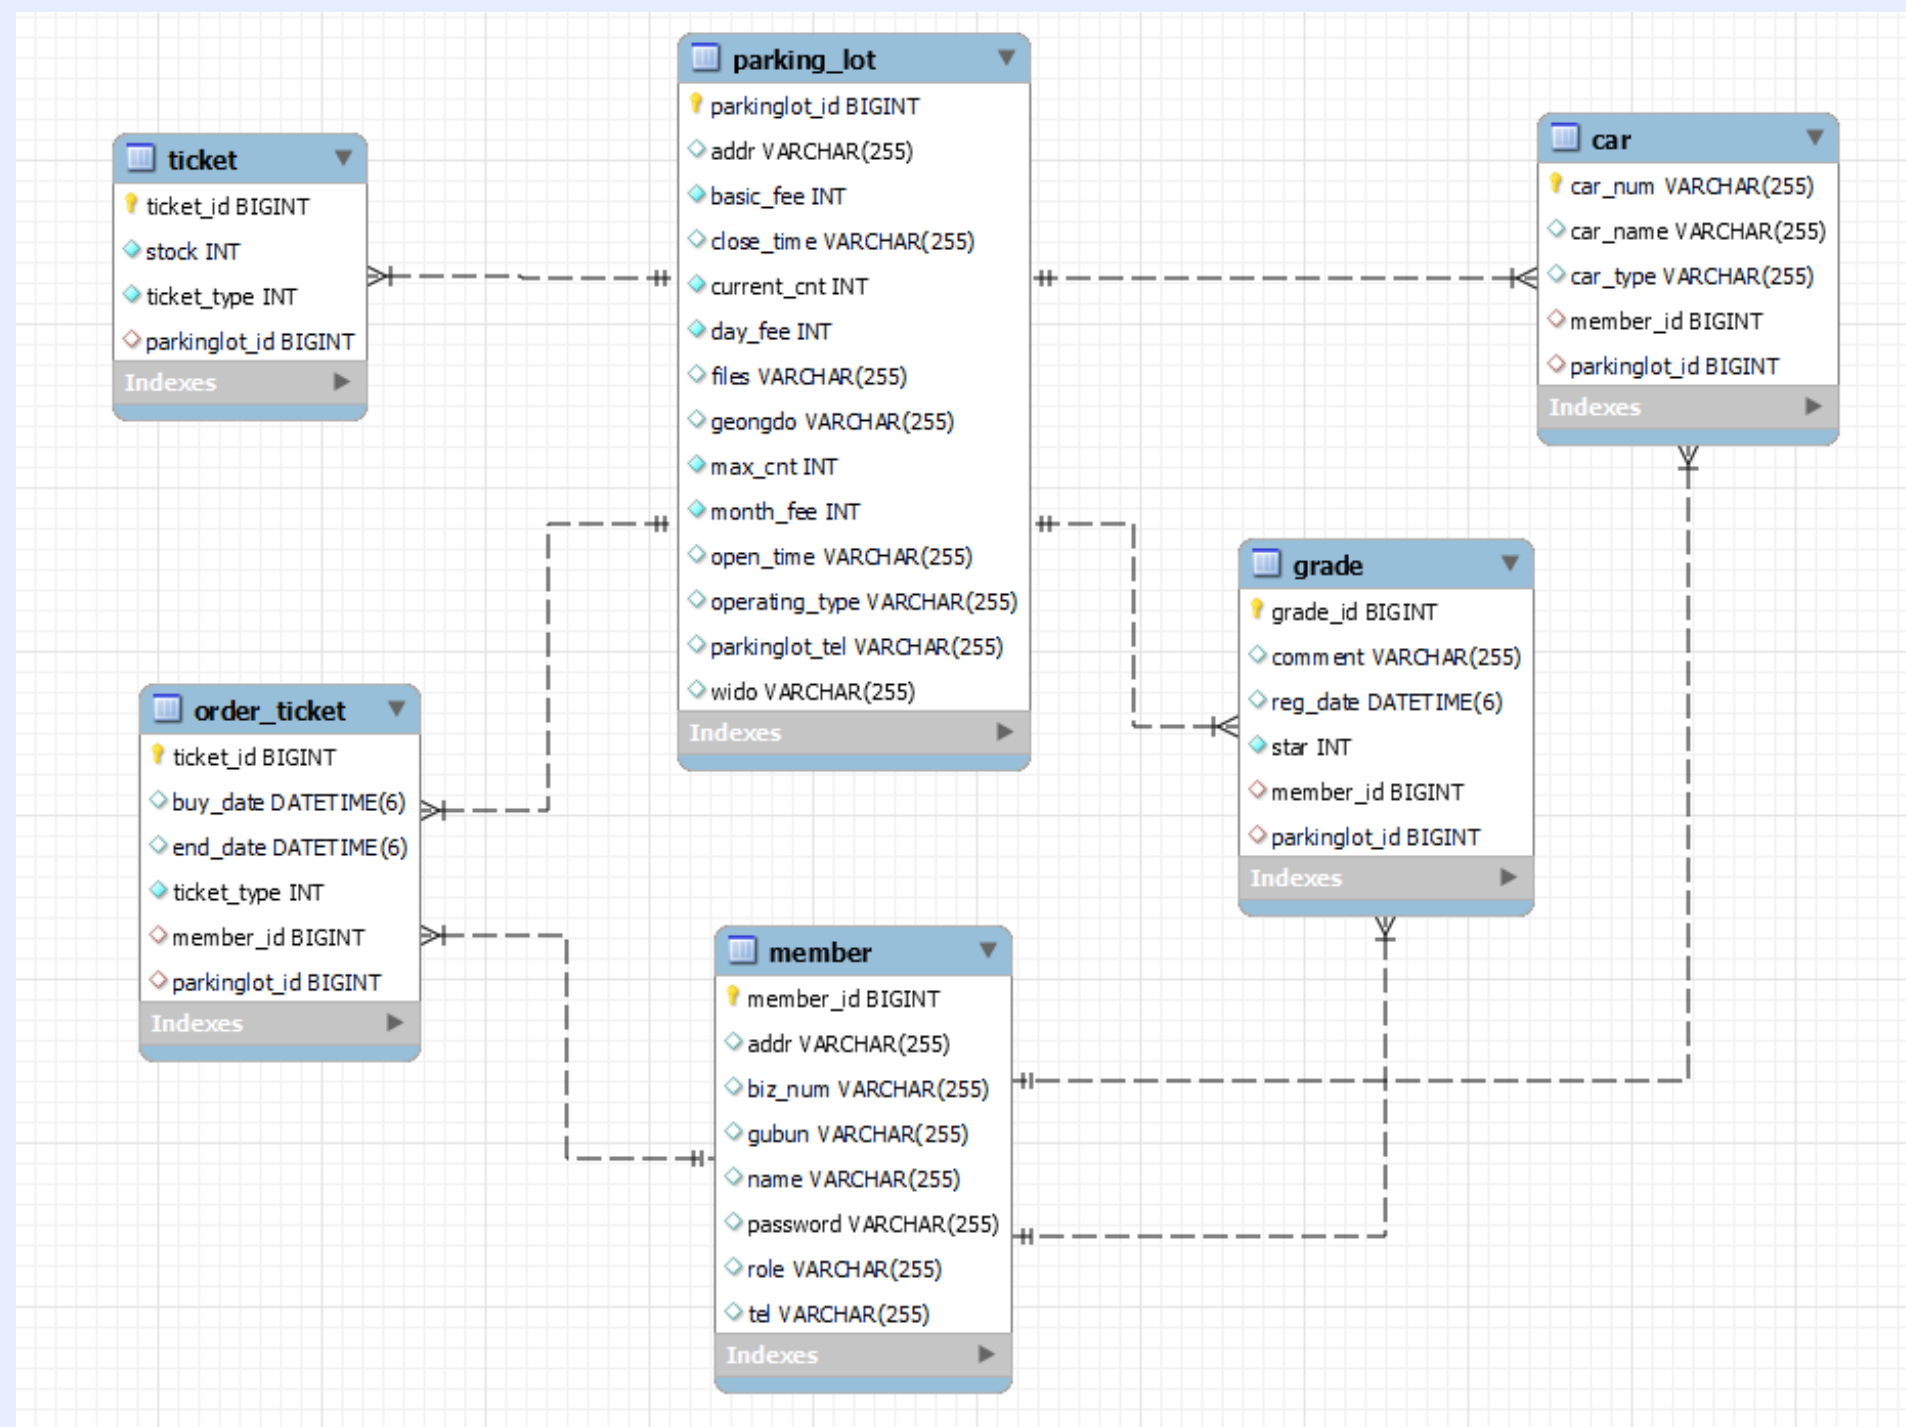 ticket
ticket_id BIGINT
stock INT
ticket_type INT
parkinglot_id BIGINT
Indexes
parking_lot
parkinglot_id BIGINT
addr VARCHAR(255)
basic_fee INT
close_time VARCHAR(255)
current_cnt INT
day_fee INT
files VARCHAR(255)
geongdo VARCHAR(255)
max_cnt INT
month_fee INT
open_time VARCHAR(255)
operating_type VARCHAR(255)
parkinglot_tel VARCHAR(255)
wido VARCHAR(255)
Indexes
car
car_num VARCHAR(255)
car_name VARCHAR(255)
car_type VARCHAR(255)
member_id BIGINT
parkinglot_id BIGINT
Indexes
grade
grade_id BIGINT
comment VARCHAR(255)
reg_date DATETIME(6)
star INT
member_id BIGINT
parkinglot_id BIGINT
Indexes
order_ticket
ticket_id BIGINT
buy_date DATETIME(6)
end_date DATETIME(6)
ticket_type INT
member_id BIGINT
parkinglot_id BIGINT
Indexes
member
member_id BIGINT
addr VARCHAR(255)
biz_num VARCHAR(255)
gubun VARCHAR(255)
name VARCHAR(255)
password VARCHAR(255)
role VARCHAR(255)
tel VARCHAR(255)
Indexes